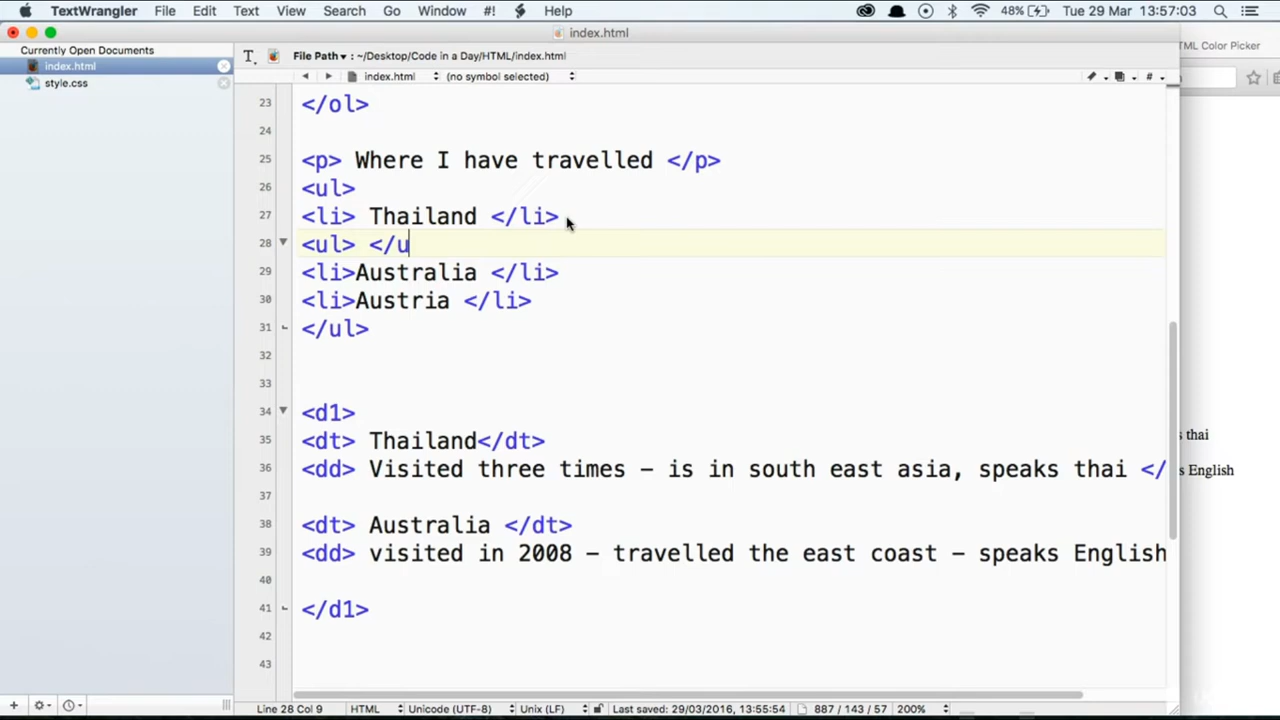 TextWrangler File Edit Text View Search Go Window #! Help 48% Tue 29 Mar 13:57:03
index.html
TML Color Picker
Currently Open Documents
index.html
style.css
File Path ▾ : ~/Desktop/Code in a Day/HTML/index.html
index.html (no symbol selected)
23 </ol>
24
25 <p> Where I have travelled </p>
26 <ul>
27 <li> Thailand </li>
28 <ul> </u
29 <li>Australia </li>
30 <li>Austria </li>
31 </ul>
32
33
34 <d1>
35 <dt> Thailand</dt>
36 <dd> Visited three times – is in south east asia, speaks thai </
37
38 <dt> Australia </dt>
39 <dd> visited in 2008 – travelled the east coast – speaks English
40
41 </d1>
42
43
s thai
s English
Line 28 Col 9 HTML Unicode (UTF-8) Unix (LF) Last saved: 29/03/2016, 13:55:54 887 / 143 / 57 200%